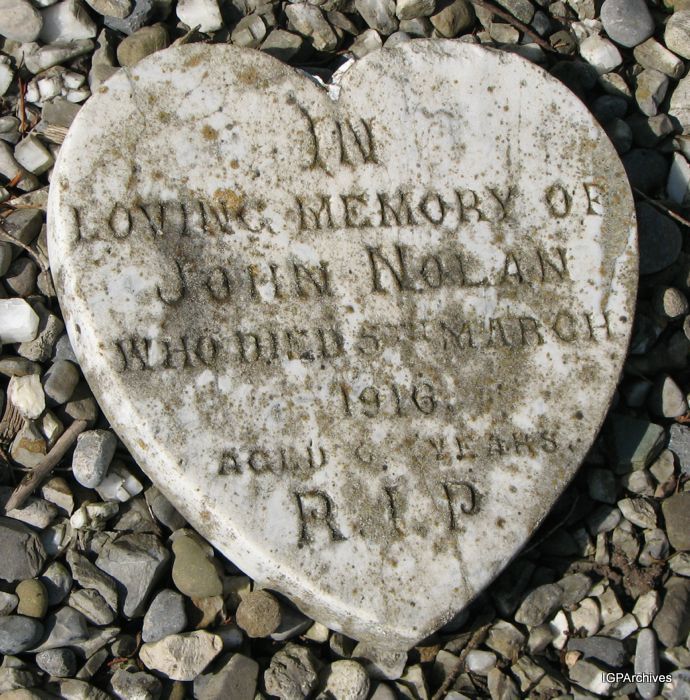 IN
LOVING MEMORY OF
JOHN NOLAN
WHO DIED 5TH MARCH
1916
AGED YEARS
R.I.P
IGPArchives